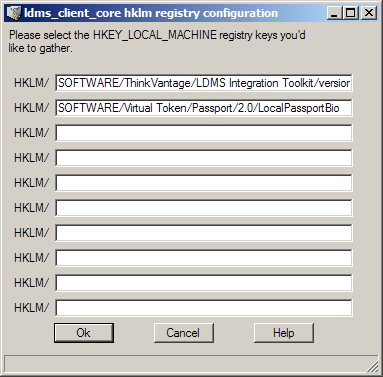 ldms_client_core hklm registry configuration
Please select the HKEY_LOCAL_MACHINE registry keys you'd
like to gather.
HKLM/ SOFTWARE/ThinkVantage/LDMS Integration Toolkit/version
HKLM/ SOFTWARE/Virtual Token/Passport/2.0/LocalPassportBio
HKLM/
HKLM/
HKLM/
HKLM/
HKLM/
HKLM/
HKLM/
HKLM/
Ok Cancel Help